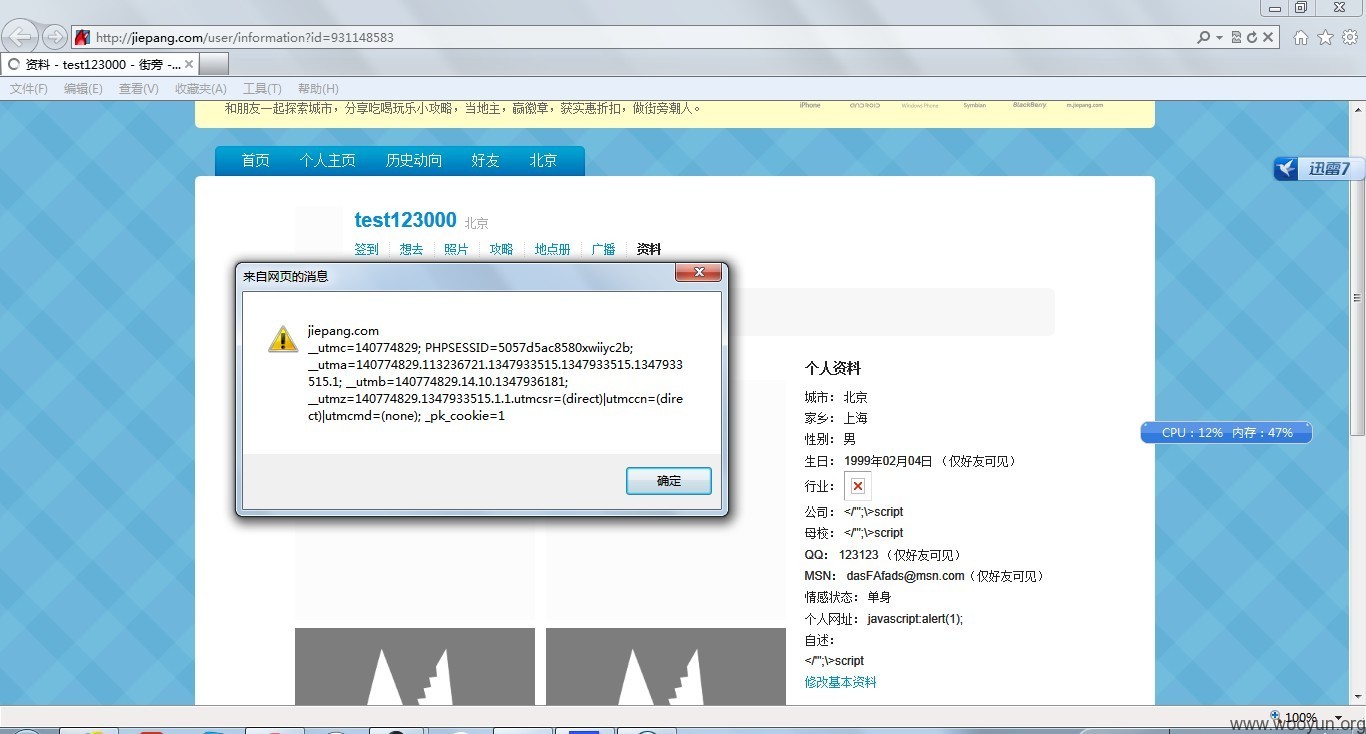 http://jiepang.com/user/information?id=931148583
资料 - test123000 - 街旁 -...
文件(F) 编辑(E) 查看(V) 收藏夹(A) 工具(T) 帮助(H)
和朋友一起探索城市，分享吃喝玩乐小攻略，当地主，赢徽章，获实惠折扣，做街旁潮人。
iPhone ANDROID Windows Phone Symbian BlackBerry m.jiepang.com
首页 个人主页 历史动向 好友 北京
迅雷7
test123000 北京
签到 想去 照片 攻略 地点册 广播 资料
来自网页的消息
jiepang.com
__utmc=140774829; PHPSESSID=5057d5ac8580xwiiyc2b;
__utma=140774829.113236721.1347933515.1347933515.1347933
515.1; __utmb=140774829.14.10.1347936181;
__utmz=140774829.1347933515.1.1.utmcsr=(direct)|utmccn=(dire
ct)|utmcmd=(none); _pk_cookie=1
确定
个人资料
城市： 北京
家乡： 上海
性别： 男
生日： 1999年02月04日 （仅好友可见）
行业：
公司： </'";\>script
母校： </'";\>script
QQ： 123123 （仅好友可见）
MSN： dasFAfads@msn.com（仅好友可见）
情感状态： 单身
个人网址： javascript:alert(1);
自述：
</'";\>script
修改基本资料
CPU：12% 内存：47%
100%
www.wooyun.org